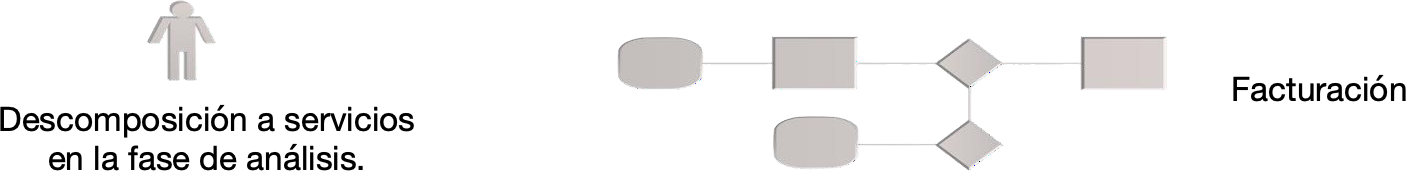 Descomposición a servicios
en la fase de análisis.
Facturación